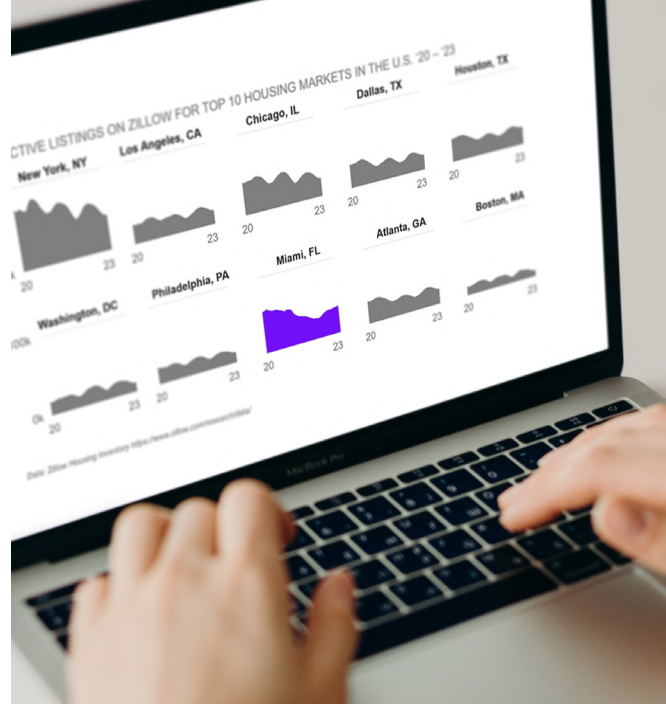 CTIVE LISTINGS ON ZILLOW FOR TOP 10 HOUSING MARKETS IN THE U.S. '20 – '23
New York, NY
Los Angeles, CA
Chicago, IL
Dallas, TX
Houston, TX
k
20 23
20 23
20 23
20 23
20 23
Washington, DC
Philadelphia, PA
Miami, FL
Atlanta, GA
Boston, MA
00k
0k
20 23
20 23
20 23
20 23
20 23
Data: Zillow Housing Inventory https://www.zillow.com/research/data/
MacBook Pro